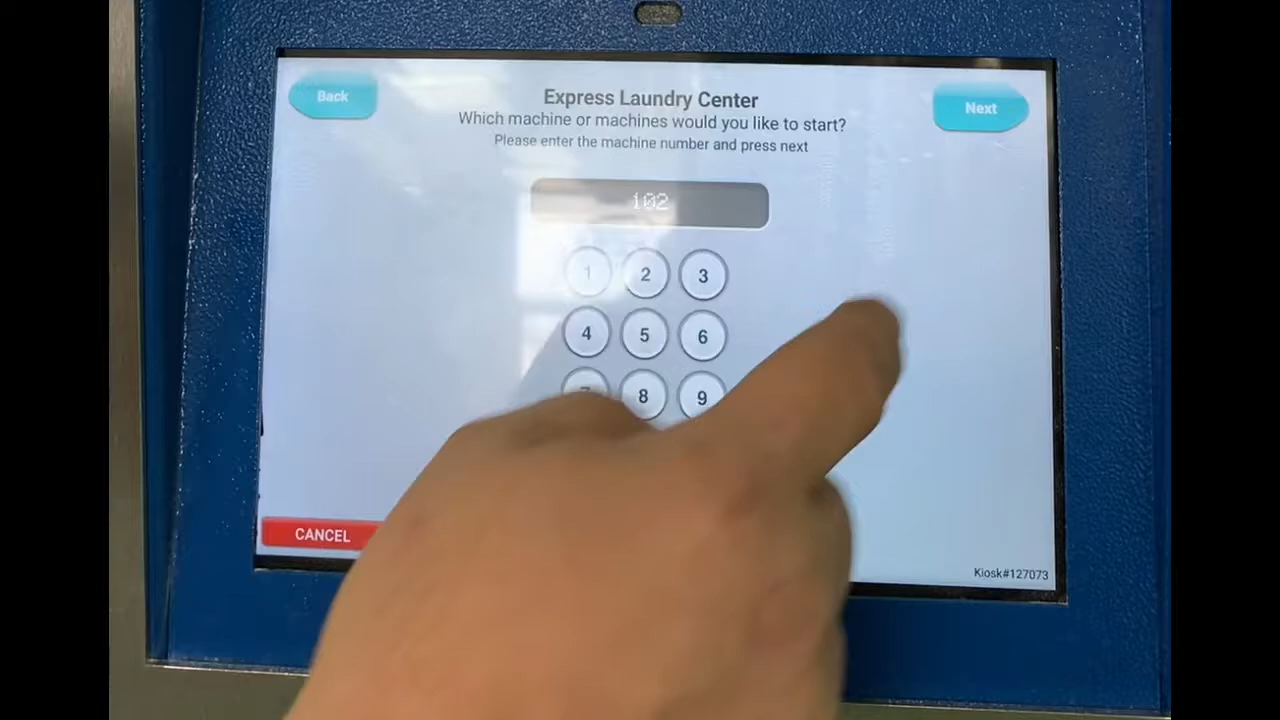 Back
Express Laundry Center
Next
Which machine or machines would you like to start?
Please enter the machine number and press next
102
1 2 3
4 5 6
7 8 9
CANCEL
Kiosk#127073